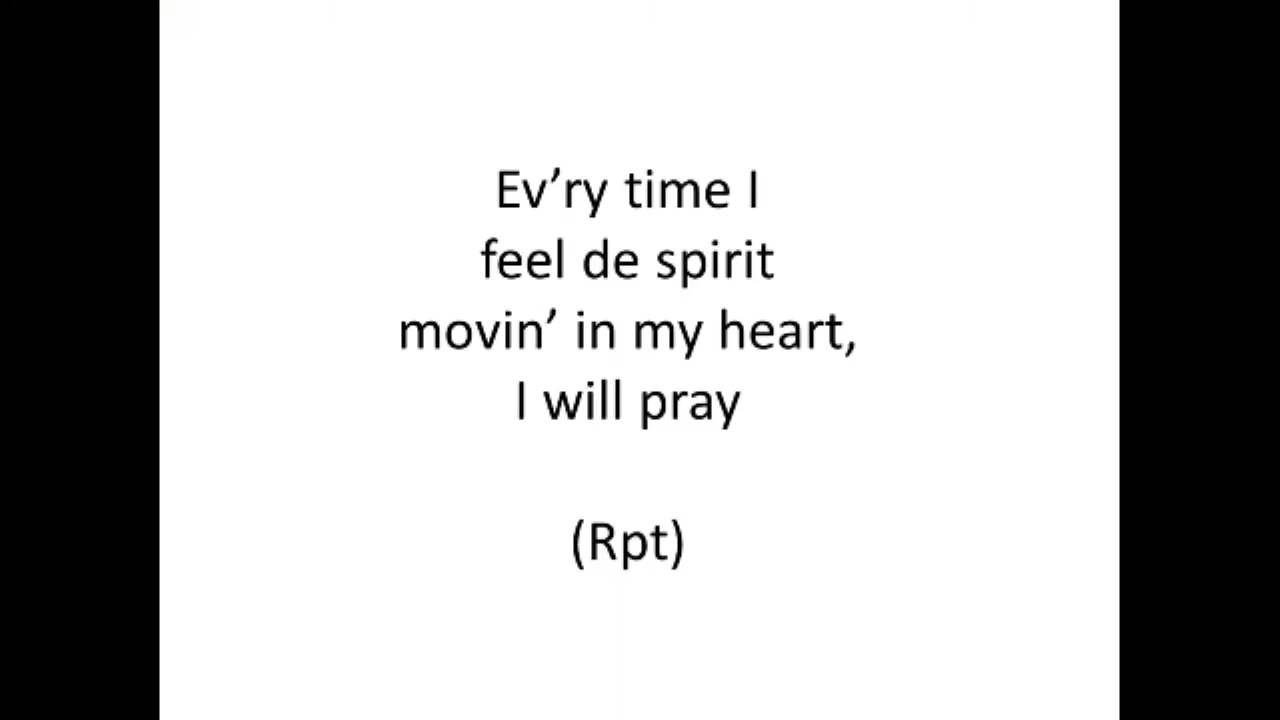 Ev’ry time I
feel de spirit
movin’ in my heart,
I will pray
(Rpt)